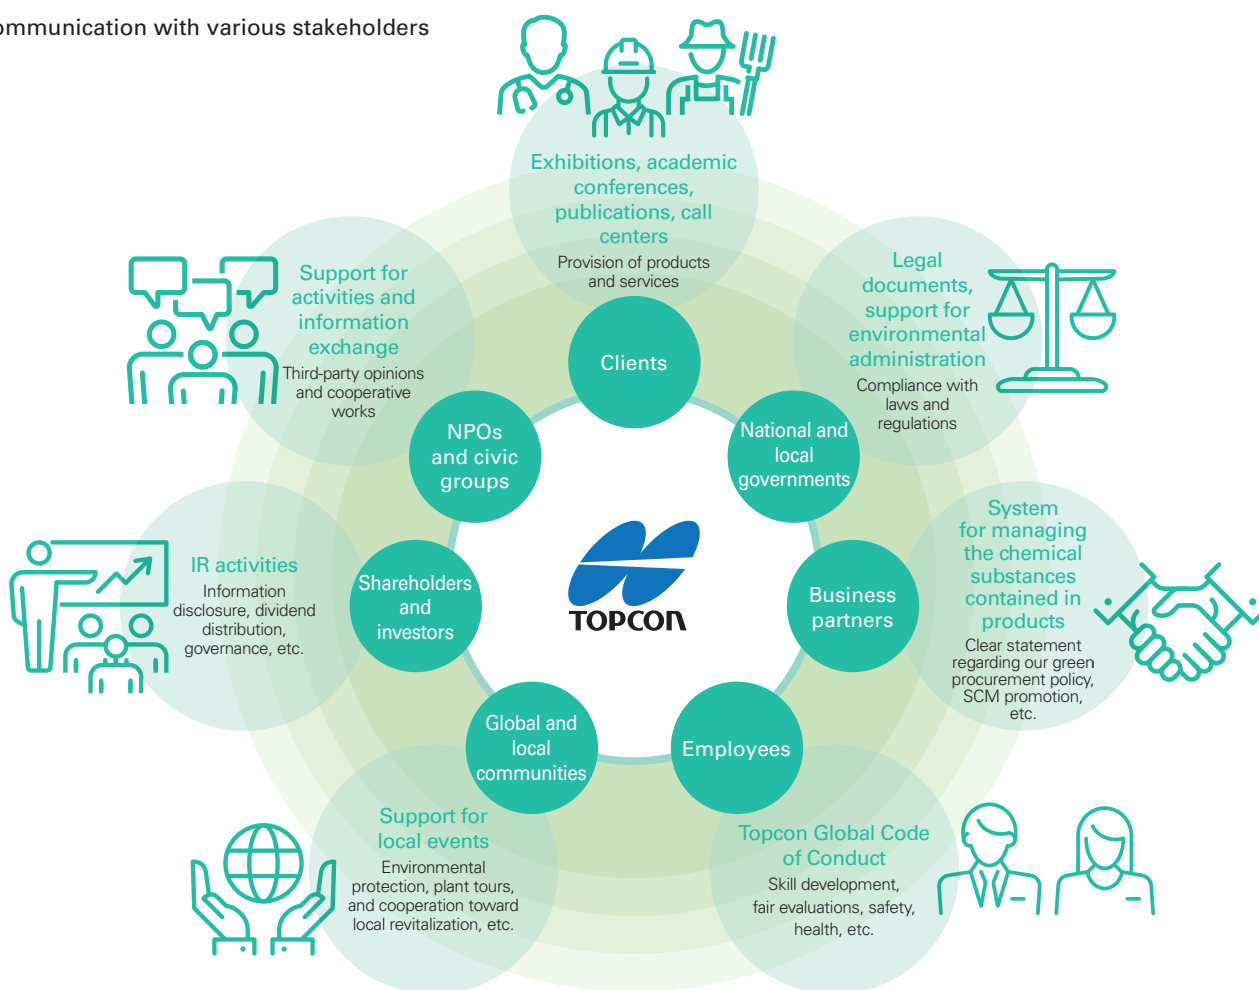 ommunication with various stakeholders
Exhibitions, academic
conferences,
publications, call
centers
Provision of products
and services
Clients
Legal
documents,
support for
environmental
administration
Compliance with
laws and
regulations
National and
local
governments
System
for managing
the chemical
substances
contained in
products
Clear statement
regarding our green
procurement policy,
SCM promotion,
etc.
Business
partners
Topcon Global Code
of Conduct
Skill development,
fair evaluations, safety,
health, etc.
Employees
Support for
local events
Environmental
protection, plant tours,
and cooperation toward
local revitalization, etc.
Global and
local
communities
IR activities
Information
disclosure, dividend
distribution,
governance, etc.
Shareholders
and
investors
Support for
activities and
information
exchange
Third-party opinions
and cooperative
works
NPOs
and civic
groups
TOPCON